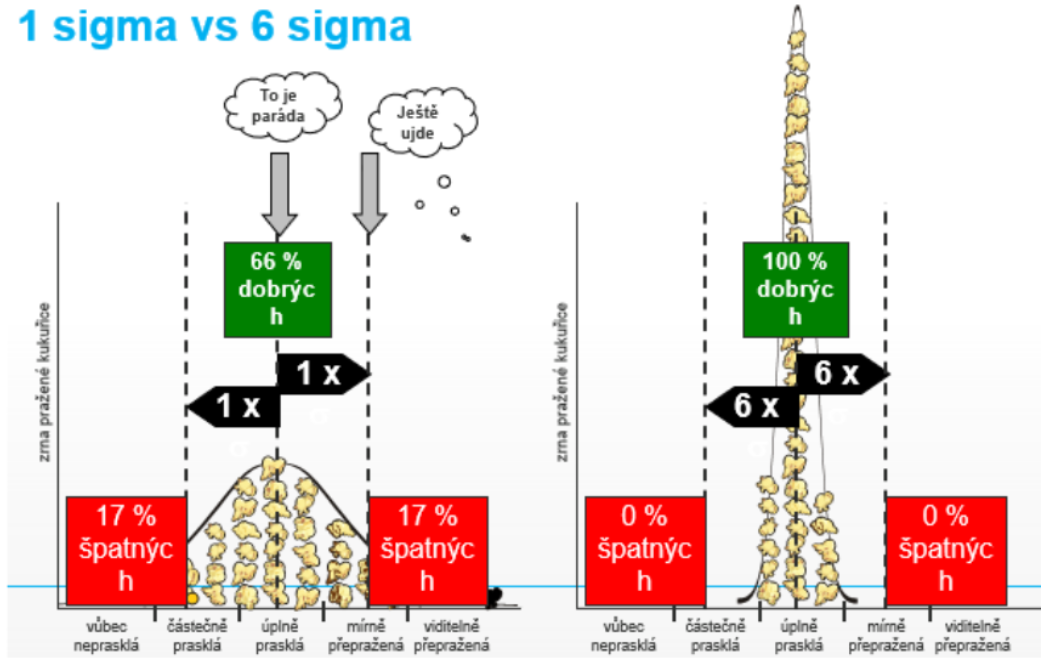 1 sigma vs 6 sigma
To je
paráda
Ještě
ujde
zrna pražené kukuřice
66 %
dobrýc
h
1 x
σ
1 x
σ
17 %
špatnýc
h
17 %
špatnýc
h
vůbec
neprasklá
částečně
prasklá
úplně
prasklá
mírně
přepražená
viditelně
přepražená
zrna pražené kukuřice
100 %
dobrýc
h
6 x
σ
6 x
σ
0 %
špatnýc
h
0 %
špatnýc
h
vůbec
neprasklá
částečně
prasklá
úplně
prasklá
mírně
přepražená
viditelně
přepražená